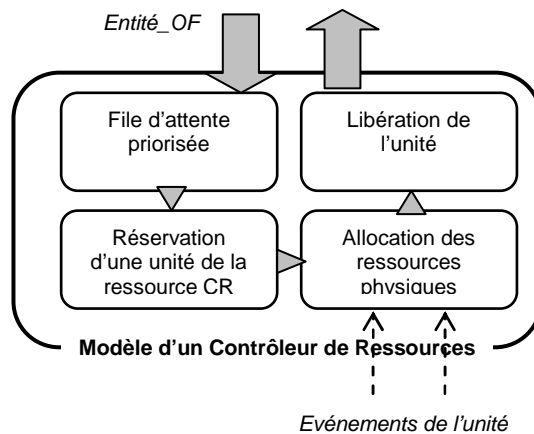 Entité_OF
File d'attente
priorisée
Libération de
l'unité
Réservation
d'une unité de la
ressource CR
Allocation des
ressources
physiques
Modèle d'un Contrôleur de Ressources
Evénements de l'unité